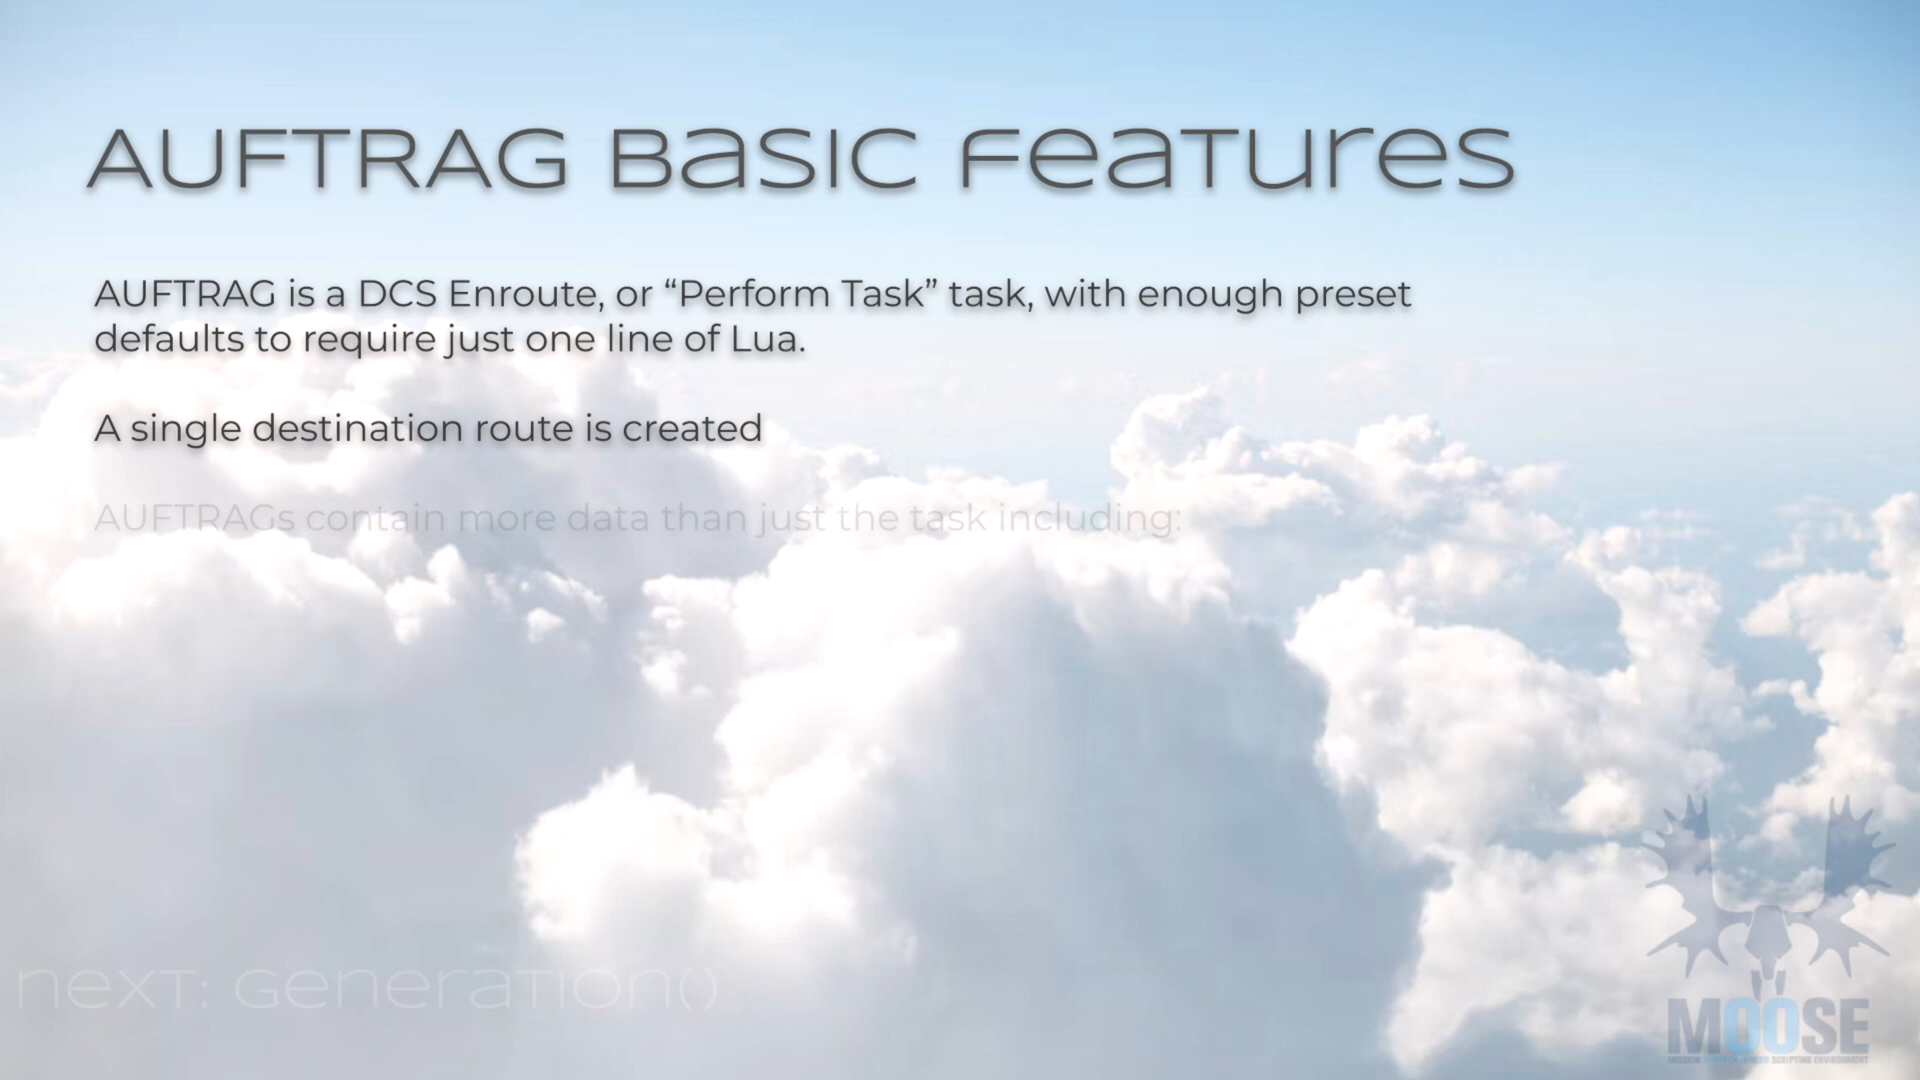 AUFTRAG Basic Features
AUFTRAG is a DCS Enroute, or “Perform Task” task, with enough preset
defaults to require just one line of Lua.
A single destination route is created
AUFTRAGs contain more data than just the task including:
next: Generation()
MOOSE
SCRIPTING ENVIRONMENT